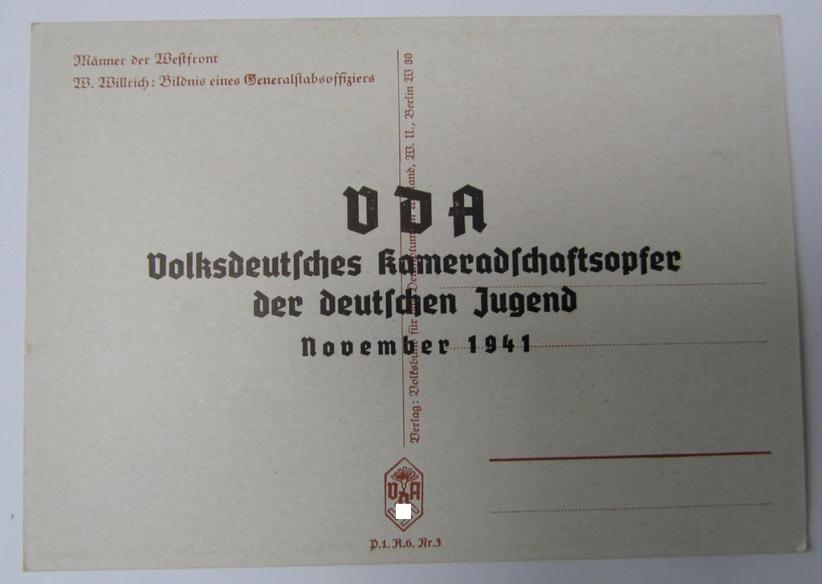 Männer der Westfront
W. Willrich: Bildnis eines Generalstabsoffiziers
VDA
Volksdeutsches Kameradschaftsopfer
der deutschen Jugend
November 1941
Verlag: Volksbund für das Deutschtum im Ausland, W. U., Berlin W 30
VDA
P.1.R.6. Nr.3